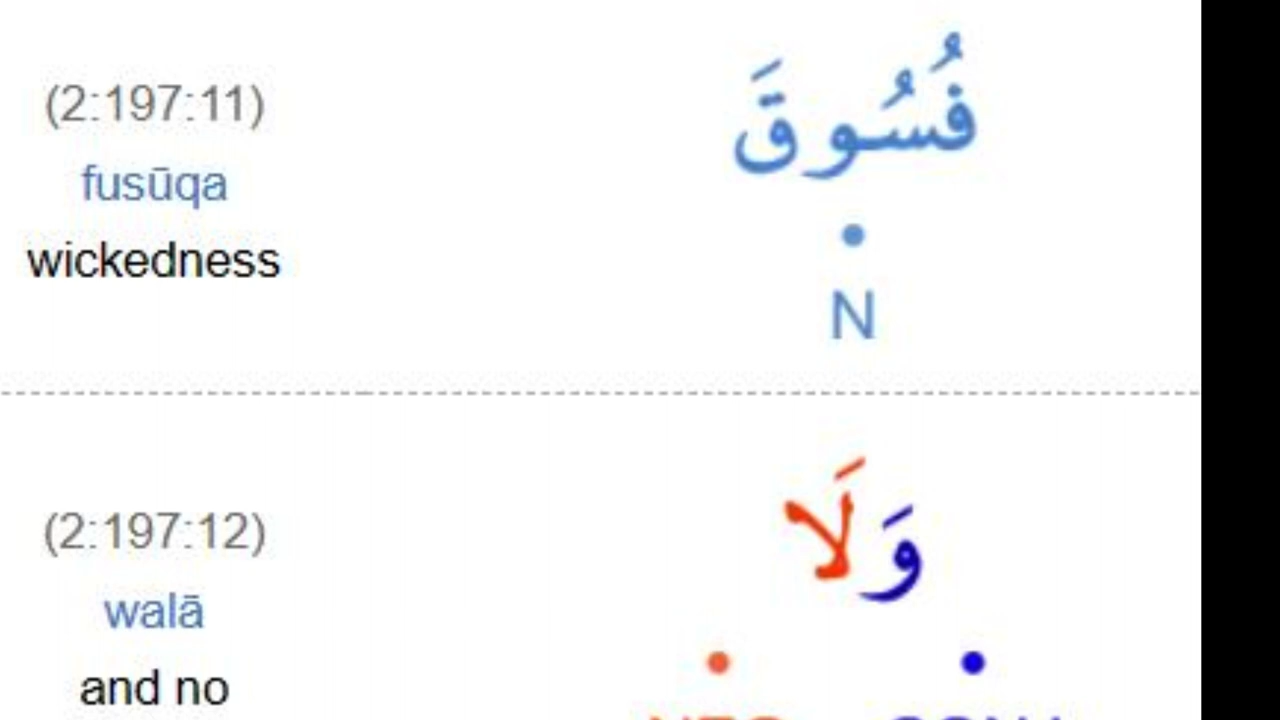 (2:197:11)
fusūqa
wickedness
فُسُوقَ
N
(2:197:12)
walā
and no
وَلَا